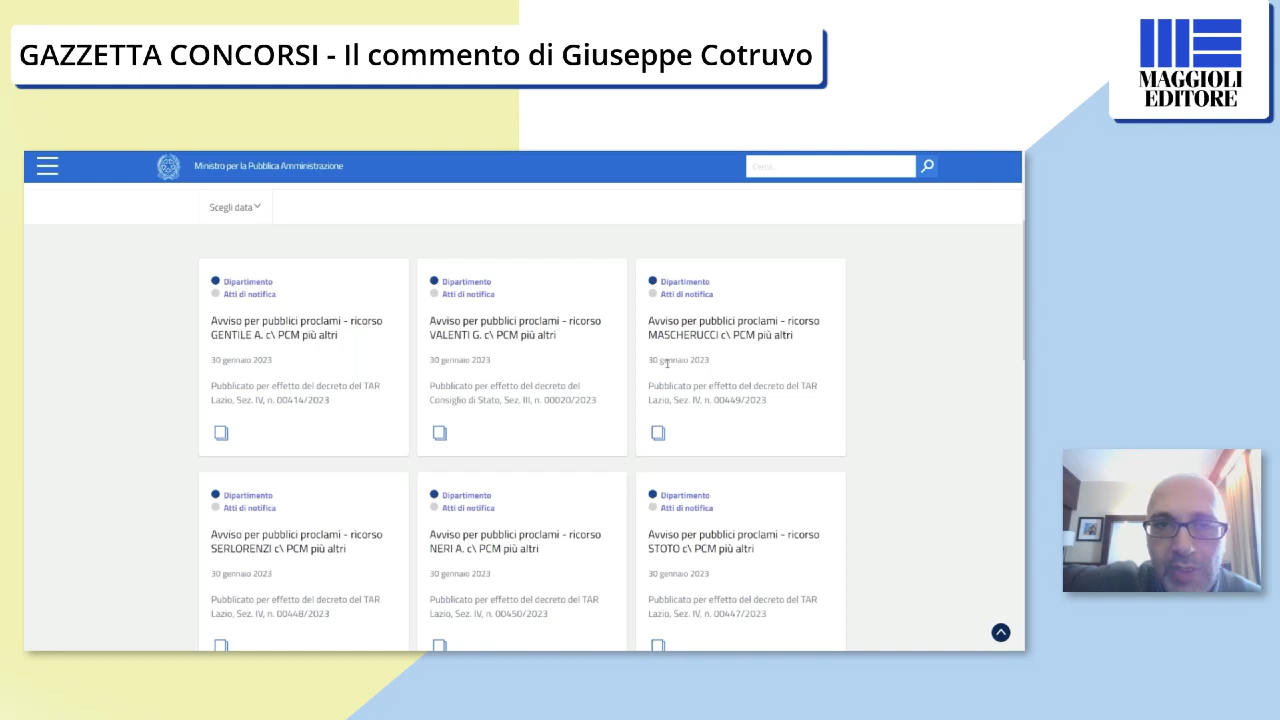 GAZZETTA CONCORSI - Il commento di Giuseppe Cotruvo
MAGGIOLI
EDITORE
Ministro per la Pubblica Amministrazione
Cerca...
Scegli data
Dipartimento
Atti di notifica
Avviso per pubblici proclami - ricorso
GENTILE A. c\ PCM più altri
30 gennaio 2023
Pubblicato per effetto del decreto del TAR
Lazio, Sez. IV, n. 00414/2023
Dipartimento
Atti di notifica
Avviso per pubblici proclami - ricorso
VALENTI G. c\ PCM più altri
30 gennaio 2023
Pubblicato per effetto del decreto del
Consiglio di Stato, Sez. III, n. 00020/2023
Dipartimento
Atti di notifica
Avviso per pubblici proclami - ricorso
MASCHERUCCI c\ PCM più altri
30 gennaio 2023
Pubblicato per effetto del decreto del TAR
Lazio, Sez. IV, n. 00449/2023
Dipartimento
Atti di notifica
Avviso per pubblici proclami - ricorso
SERLORENZI c\ PCM più altri
30 gennaio 2023
Pubblicato per effetto del decreto del TAR
Lazio, Sez. IV, n. 00448/2023
Dipartimento
Atti di notifica
Avviso per pubblici proclami - ricorso
NERI A. c\ PCM più altri
30 gennaio 2023
Pubblicato per effetto del decreto del TAR
Lazio, Sez. IV, n. 00450/2023
Dipartimento
Atti di notifica
Avviso per pubblici proclami - ricorso
STOTO c\ PCM più altri
30 gennaio 2023
Pubblicato per effetto del decreto del TAR
Lazio, Sez. IV, n. 00447/2023